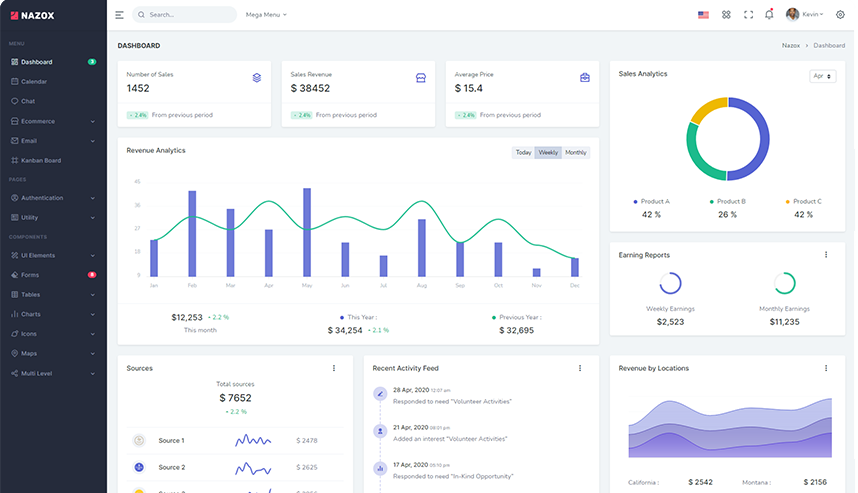 NAZOX
Search...
Mega Menu
Kevin
MENU
Dashboard
3
Calendar
Chat
Ecommerce
Email
Kanban Board
PAGES
Authentication
Utility
COMPONENTS
UI Elements
Forms
Tables
Charts
Icons
Maps
Multi Level
DASHBOARD
Nazox > Dashboard
Number of Sales
1452
2.4% From previous period
Sales Revenue
$ 38452
2.4% From previous period
Average Price
$ 15.4
2.4% From previous period
Sales Analytics
Apr
Product A
42 %
Product B
26 %
Product C
42 %
Revenue Analytics
Today Weekly Monthly
45
36
27
18
9
Jan Feb Mar Apr May Jun Jul Aug Sep Oct Nov Dec
$12,253 2.2 %
This month
This Year :
$ 34,254 2.1 %
Previous Year :
$ 32,695
Earning Reports
Weekly Earnings
$2,523
Monthly Earnings
$11,235
Sources
Total sources
$ 7652
2.2 %
Source 1 $ 2478
Source 2 $ 2625
Recent Activity Feed
28 Apr, 2020 12:07 am
Responded to need "Volunteer Activities"
21 Apr, 2020 08:01 pm
Added an interest "Volunteer Activities"
17 Apr, 2020 05:10 pm
Responded to need "In-Kind Opportunity"
Revenue by Locations
California : $ 2542
Montana : $ 2156